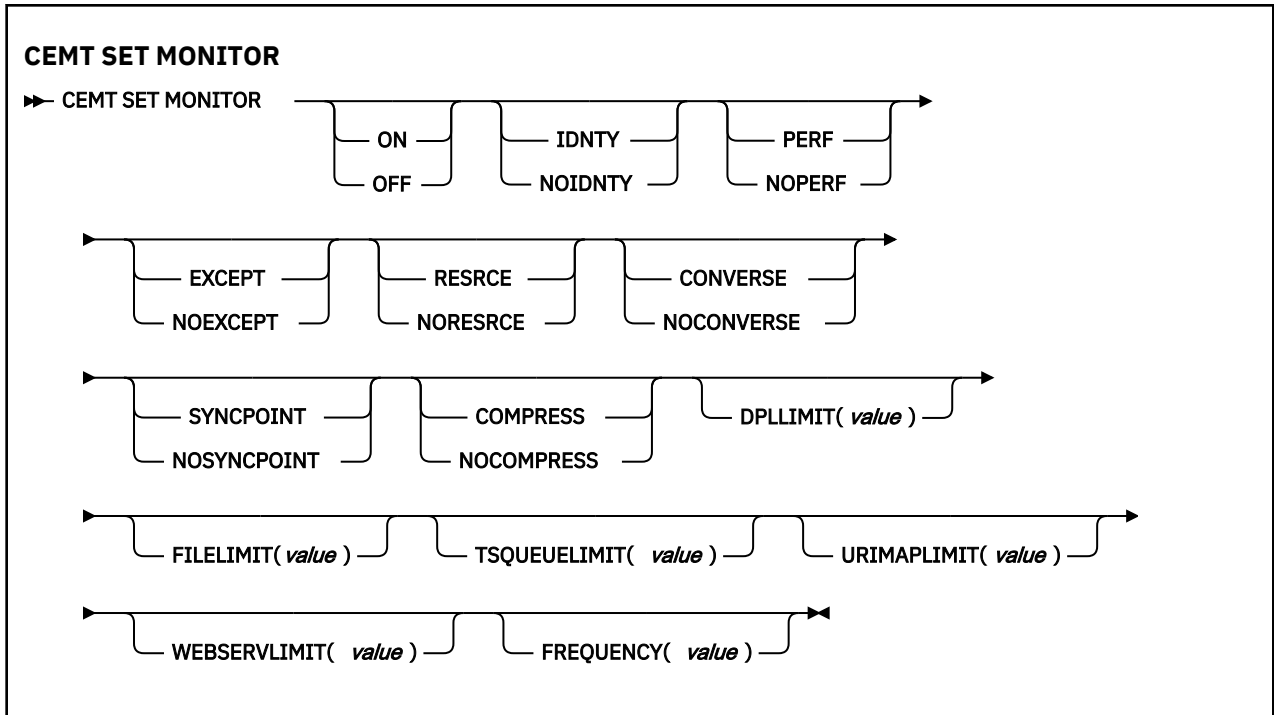 CEMT SET MONITOR
CEMT SET MONITOR
ON IDNTY PERF
OFF NOIDNTY NOPERF
EXCEPT RESRCE CONVERSE
NOEXCEPT NORESRCE NOCONVERSE
SYNCPOINT COMPRESS DPLLIMIT( value )
NOSYNCPOINT NOCOMPRESS
FILELIMIT( value ) TSQUEUELIMIT( value ) URIMAPLIMIT( value )
WEBSERVLIMIT( value ) FREQUENCY( value )